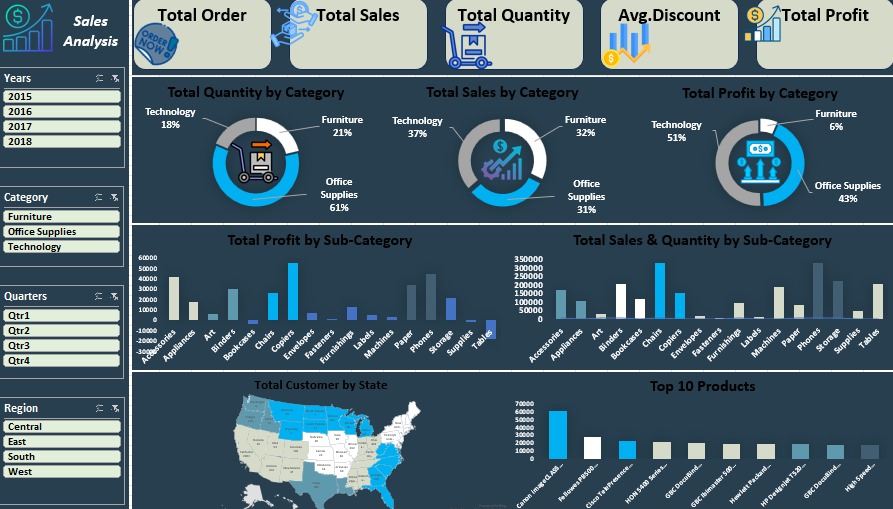 Sales
Analysis
Total Order
ORDER
NOW
Total Sales
Total Quantity
Avg.Discount
Total Profit
Years
2015
2016
2017
2018
Category
Furniture
Office Supplies
Technology
Quarters
Qtr1
Qtr2
Qtr3
Qtr4
Region
Central
East
South
West
Total Quantity by Category
Technology
18%
Furniture
21%
Office
Supplies
61%
Total Sales by Category
Technology
37%
Furniture
32%
Office
Supplies
31%
Total Profit by Category
Technology
51%
Furniture
6%
Office Supplies
43%
Total Profit by Sub-Category
60000
50000
40000
30000
20000
10000
0
-10000
-20000
-30000
Accessories
Appliances
Art
Binders
Bookcases
Chairs
Copiers
Envelopes
Fasteners
Furnishings
Labels
Machines
Paper
Phones
Storage
Supplies
Tables
Total Sales & Quantity by Sub-Category
350000
300000
250000
200000
150000
100000
50000
0
Accessories
Appliances
Art
Binders
Bookcases
Chairs
Copiers
Envelopes
Fasteners
Furnishings
Labels
Machines
Paper
Phones
Storage
Supplies
Tables
Total Customer by State
Top 10 Products
70000
60000
50000
40000
30000
20000
10000
0
Canon imageCLASS...
Fellowes PB500...
Cisco TelePresence...
HON 5400 Series...
GBC DocuBind...
GBC Ibimaster 500...
Hewlett Packard...
HP Designjet T520...
GBC DocuBind...
High Speed...